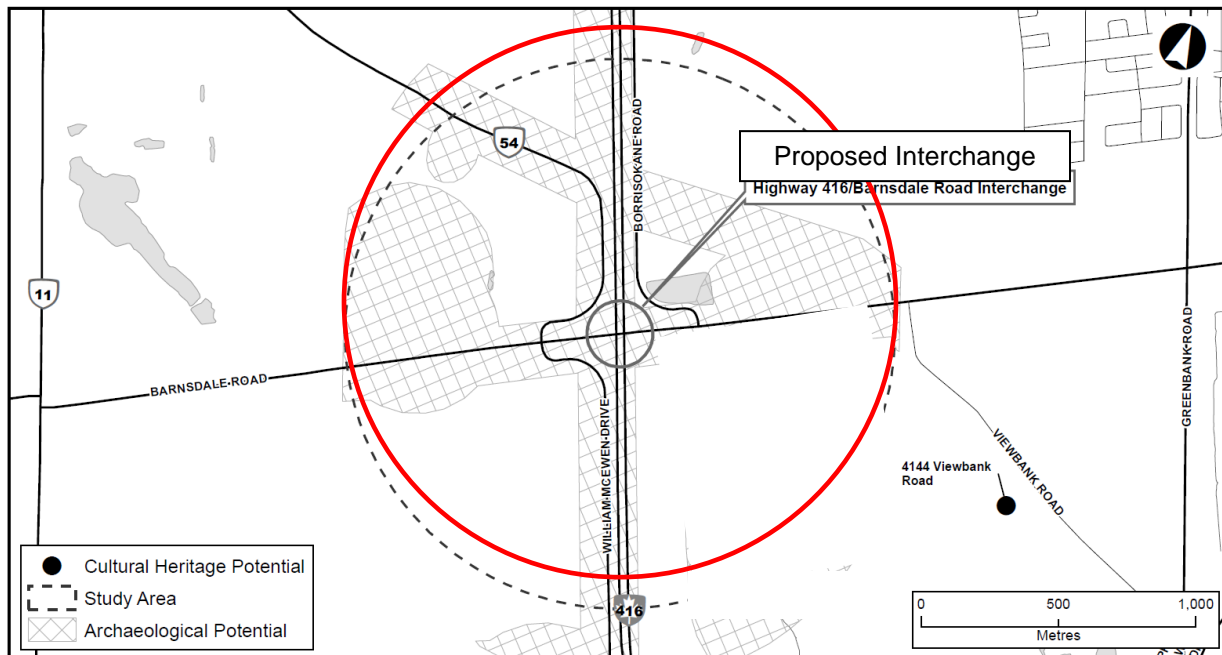 54
BORRISOKANE ROAD
Proposed Interchange
Highway 416/Barnsdale Road Interchange
11
BARNSDALE ROAD
GREENBANK ROAD
WILLIAM MCEWEN DRIVE
VIEWBANK ROAD
4144 Viewbank
Road
416
Cultural Heritage Potential
Study Area
Archaeological Potential
0 500 1,000
Metres